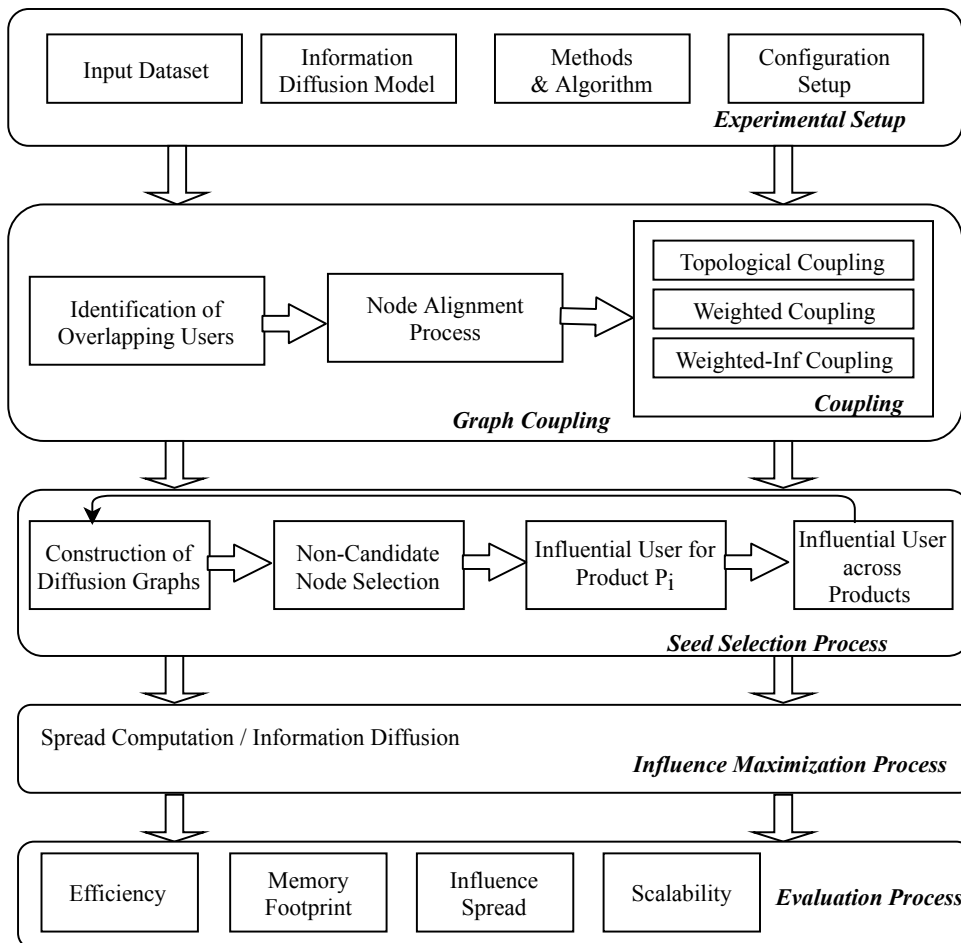 Input Dataset
Information
Diffusion Model
Methods
& Algorithm
Configuration
Setup
Experimental Setup
Identification of
Overlapping Users
Node Alignment
Process
Topological Coupling
Weighted Coupling
Weighted-Inf Coupling
Coupling
Graph Coupling
Construction of
Diffusion Graphs
Non-Candidate
Node Selection
Influential User for
Product Pi
Influential User
across
Products
Seed Selection Process
Spread Computation / Information Diffusion
Influence Maximization Process
Efficiency
Memory
Footprint
Influence
Spread
Scalability
Evaluation Process